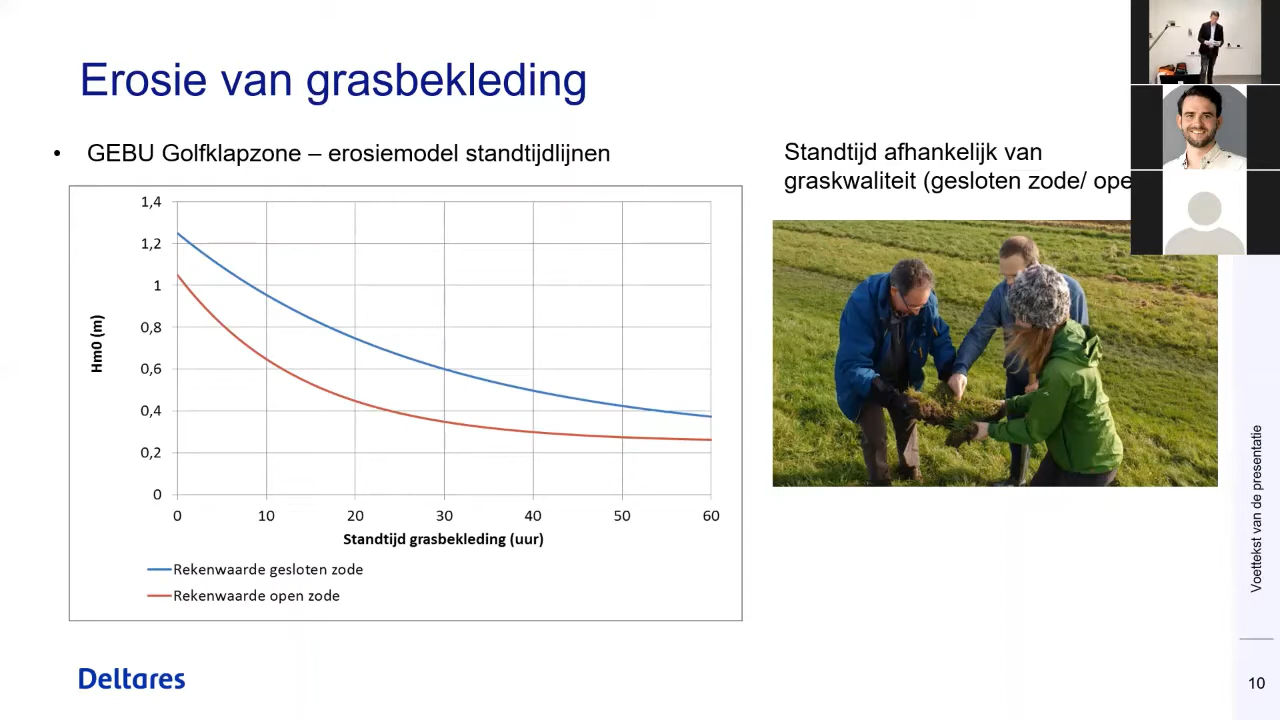 Erosie van grasbekleding
• GEBU Golfklapzone – erosiemodel standtijdlijnen
Standtijd afhankelijk van
graskwaliteit (gesloten zode/ ope
1,4
1,2
1
0,8
0,6
0,4
0,2
0
Hm0 (m)
0 10 20 30 40 50 60
Standtijd grasbekleding (uur)
Rekenwaarde gesloten zode
Rekenwaarde open zode
Voettekst van de presentatie
Deltares
10